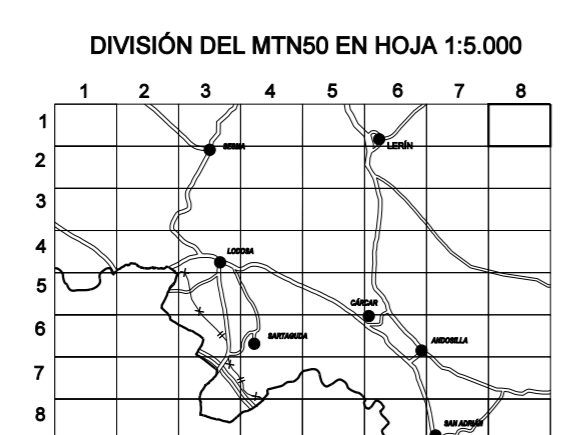 DIVISIÓN DEL MTN50 EN HOJA 1:5.000
1 2 3 4 5 6 7 8
1
LERÍN
SESMA
2
3
4
LODOSA
5
CÁRCAR
6
SARTAGUDA
ANDOSILLA
7
8
SAN ADRIÁN